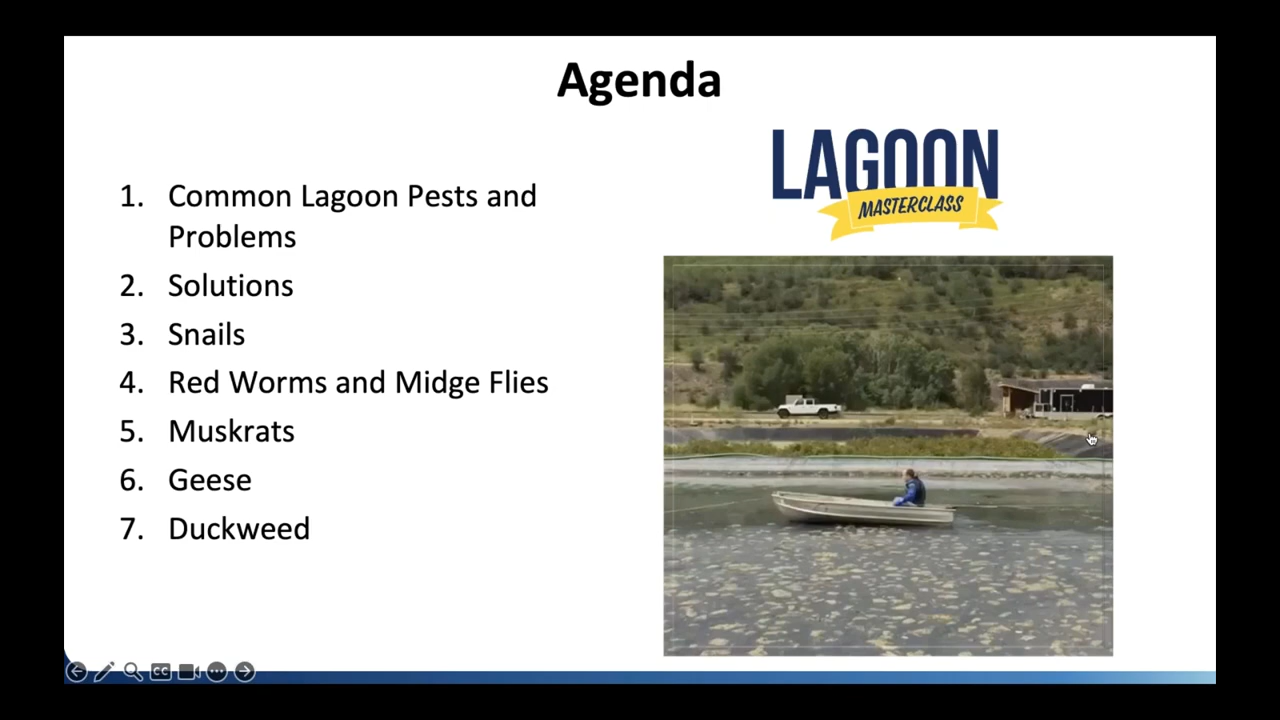 Agenda
LAGOON
MASTERCLASS
1. Common Lagoon Pests and
Problems
2. Solutions
3. Snails
4. Red Worms and Midge Flies
5. Muskrats
6. Geese
7. Duckweed
CC